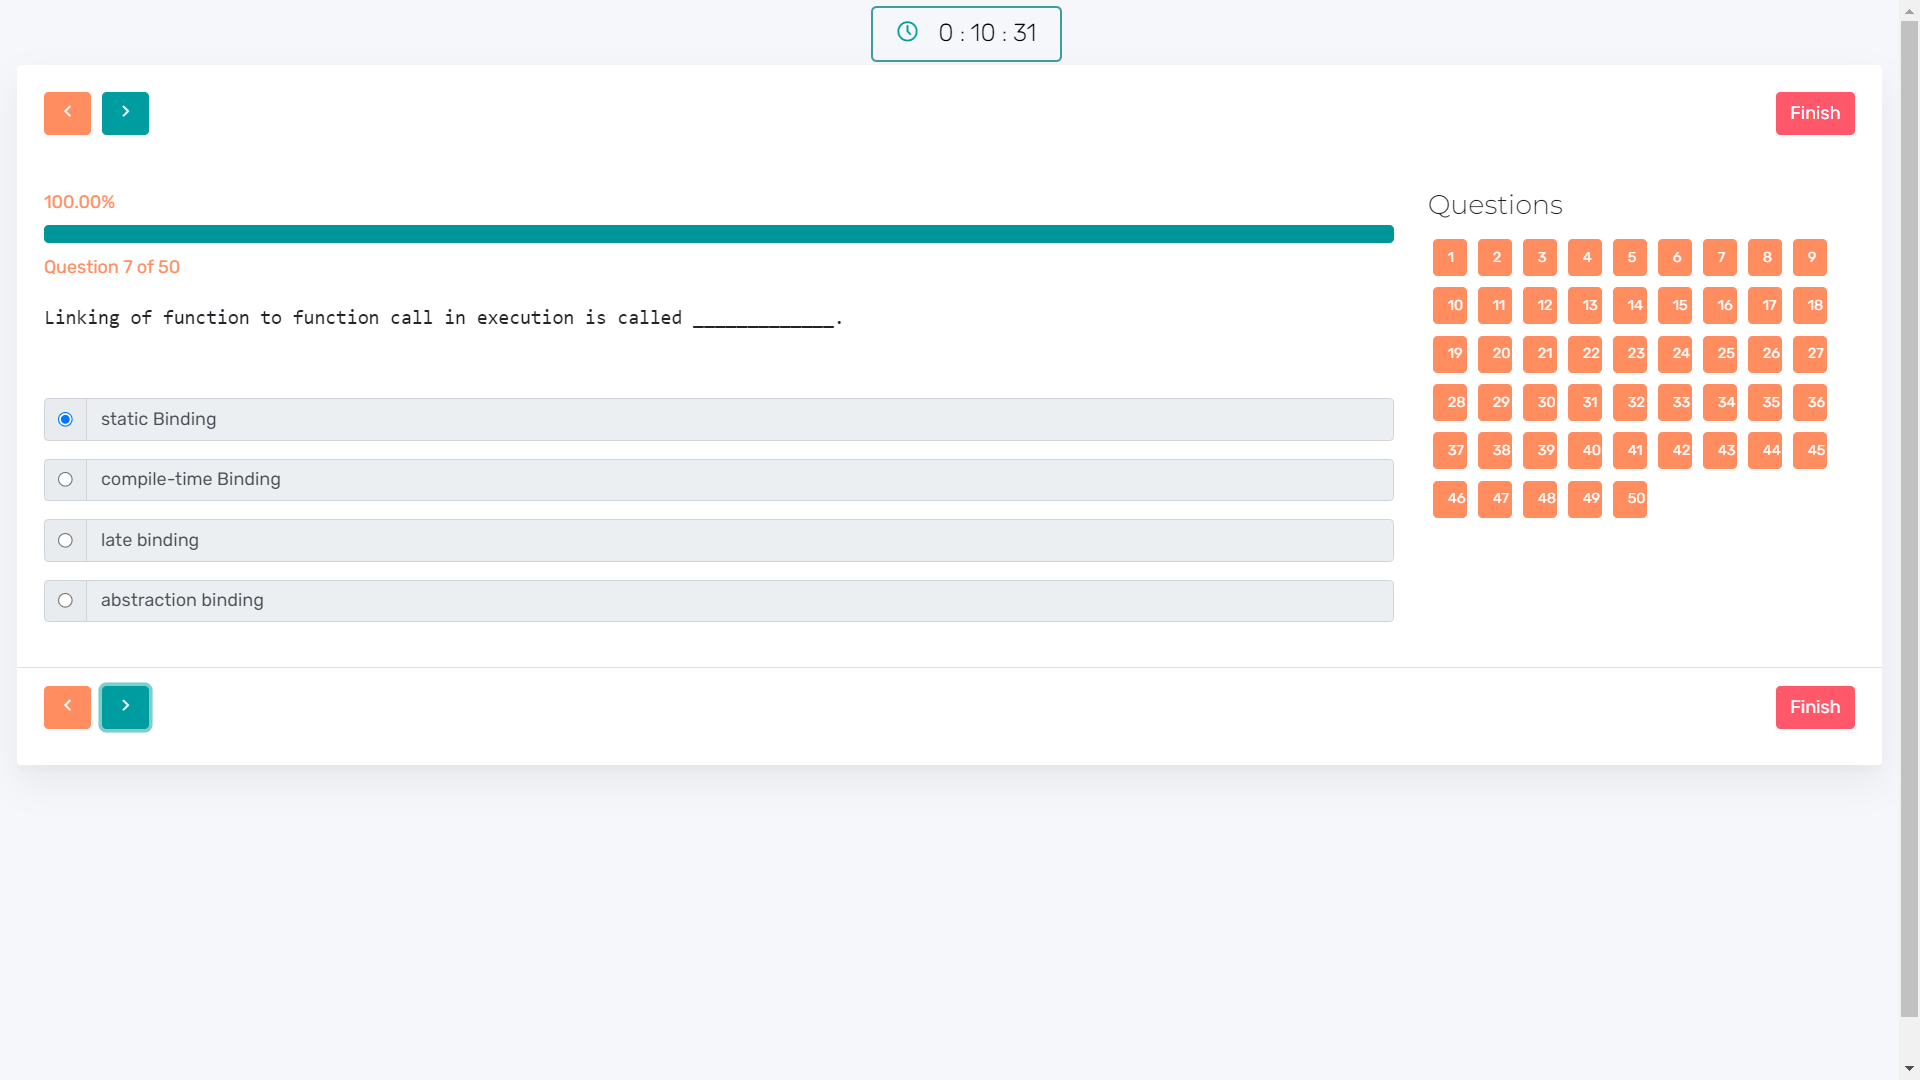 0 : 10 : 31
Finish
100.00%
Question 7 of 50
Linking of function to function call in execution is called _____________.
static Binding
compile-time Binding
late binding
abstraction binding
Questions
1 2 3 4 5 6 7 8 9
10 11 12 13 14 15 16 17 18
19 20 21 22 23 24 25 26 27
28 29 30 31 32 33 34 35 36
37 38 39 40 41 42 43 44 45
46 47 48 49 50
Finish